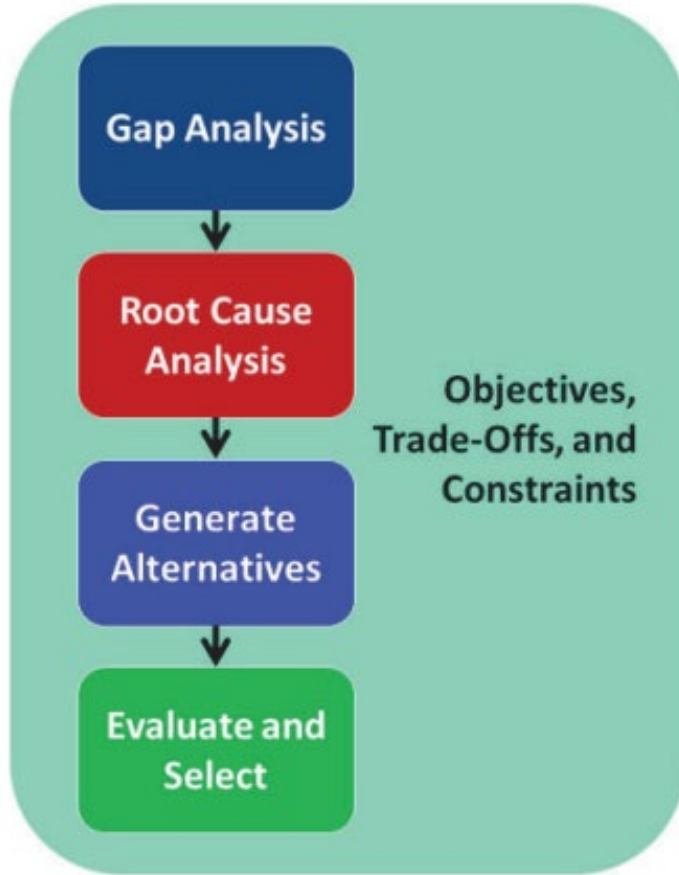 Gap Analysis
Root Cause
Analysis
Objectives,
Trade-Offs, and
Constraints
Generate
Alternatives
Evaluate and
Select